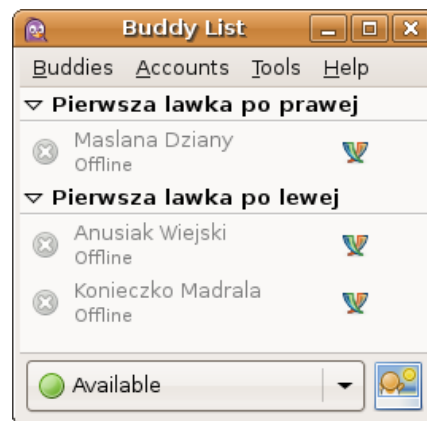 Buddy List
Buddies Accounts Tools Help
Pierwsza lawka po prawej
Maslana Dziany
Offline
Pierwsza lawka po lewej
Anusiak Wiejski
Offline
Konieczko Madrala
Offline
Available